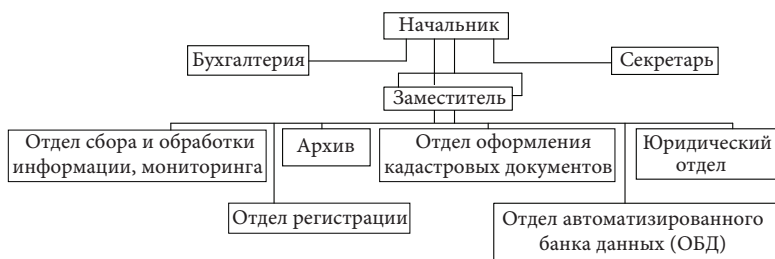 Начальник
Бухгалтерия
Секретарь
Заместитель
Отдел сбора и обработки
информации, мониторинга
Архив
Отдел оформления
кадастровых документов
Юридический
отдел
Отдел регистрации
Отдел автоматизированного
банка данных (ОБД)